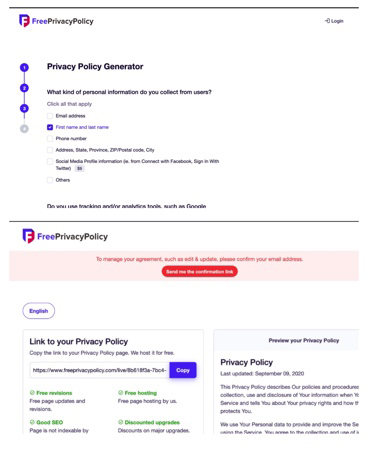 FreePrivacyPolicy
Login
1
Privacy Policy Generator
2
What kind of personal information do you collect from users?
Click all that apply
3
Email address
First name and last name
4
Phone number
Address, State, Province, ZIP/Postal code, City
Social Media Profile information (ie. from Connect with Facebook, Sign In With
Twitter) $5
Others
Do you use tracking and/or analytics tools, such as Google
FreePrivacyPolicy
To manage your agreement, such as edit & update, please confirm your email address.
Send me the confirmation link
English
Link to your Privacy Policy
Copy the link to your Privacy Policy page. We host it for free.
https://www.freeprivacypolicy.com/live/8b618f3a-7bc4- Copy
Free revisions
Free page updates and
revisions.
Free hosting
Free page hosting by us.
Good SEO
Page is not indexable by
Discounted upgrades
Discounts on major upgrades.
Preview your Privacy Policy
Privacy Policy
Last updated: September 09, 2020
This Privacy Policy describes Our policies and procedures
collection, use and disclosure of Your information when Yo
Service and tells You about Your privacy rights and how th
protects You.
We use Your Personal data to provide and improve the Se
using the Service, You agree to the collection and use of i